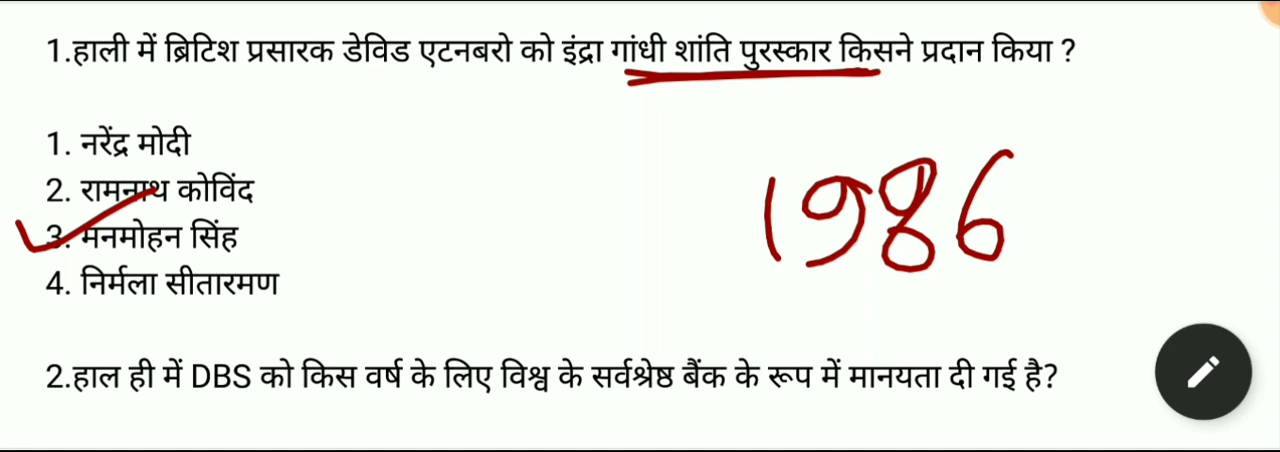 1.हाली में ब्रिटिश प्रसारक डेविड एटनबरो को इंद्रा गांधी शांति पुरस्कार किसने प्रदान किया ?
1. नरेंद्र मोदी
2. रामनाथ कोविंद
3. मनमोहन सिंह
4. निर्मला सीतारमण
1986
2.हाल ही में DBS को किस वर्ष के लिए विश्व के सर्वश्रेष्ठ बैंक के रूप में मानयता दी गई है?